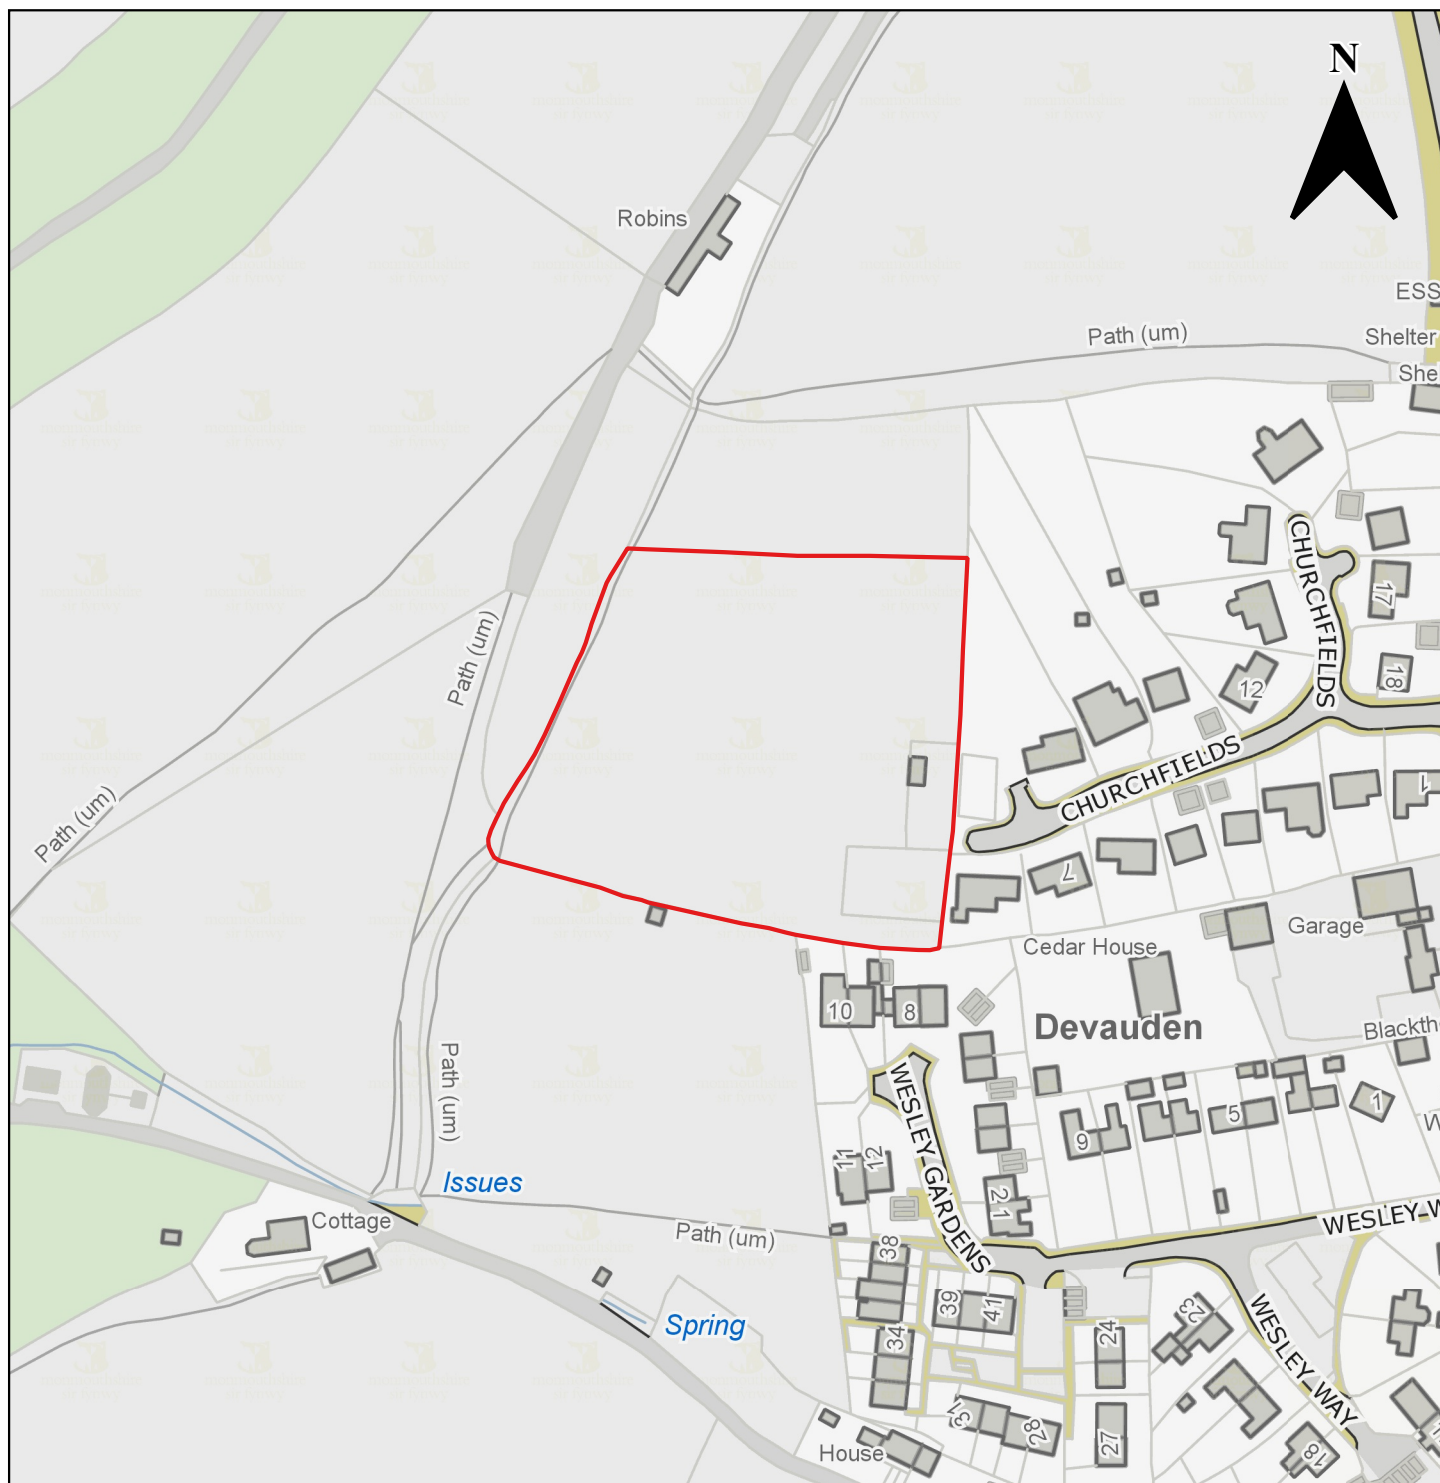 N
Robins
ESS
Path (um)
Shelter
She
CHURCHFIELDS
17
Path (um)
18
12
CHURCHFIELDS
1
Path (um)
7
Garage
Cedar House
10
8
Devauden
Blackth
Path (um)
WESLEY GARDENS
9
5
1
W
11
12
Issues
21
Cottage
Path (um)
WESLEY W
38
39
41
Spring
34
24
23
WESLEY WAY
31
28
27
18
House